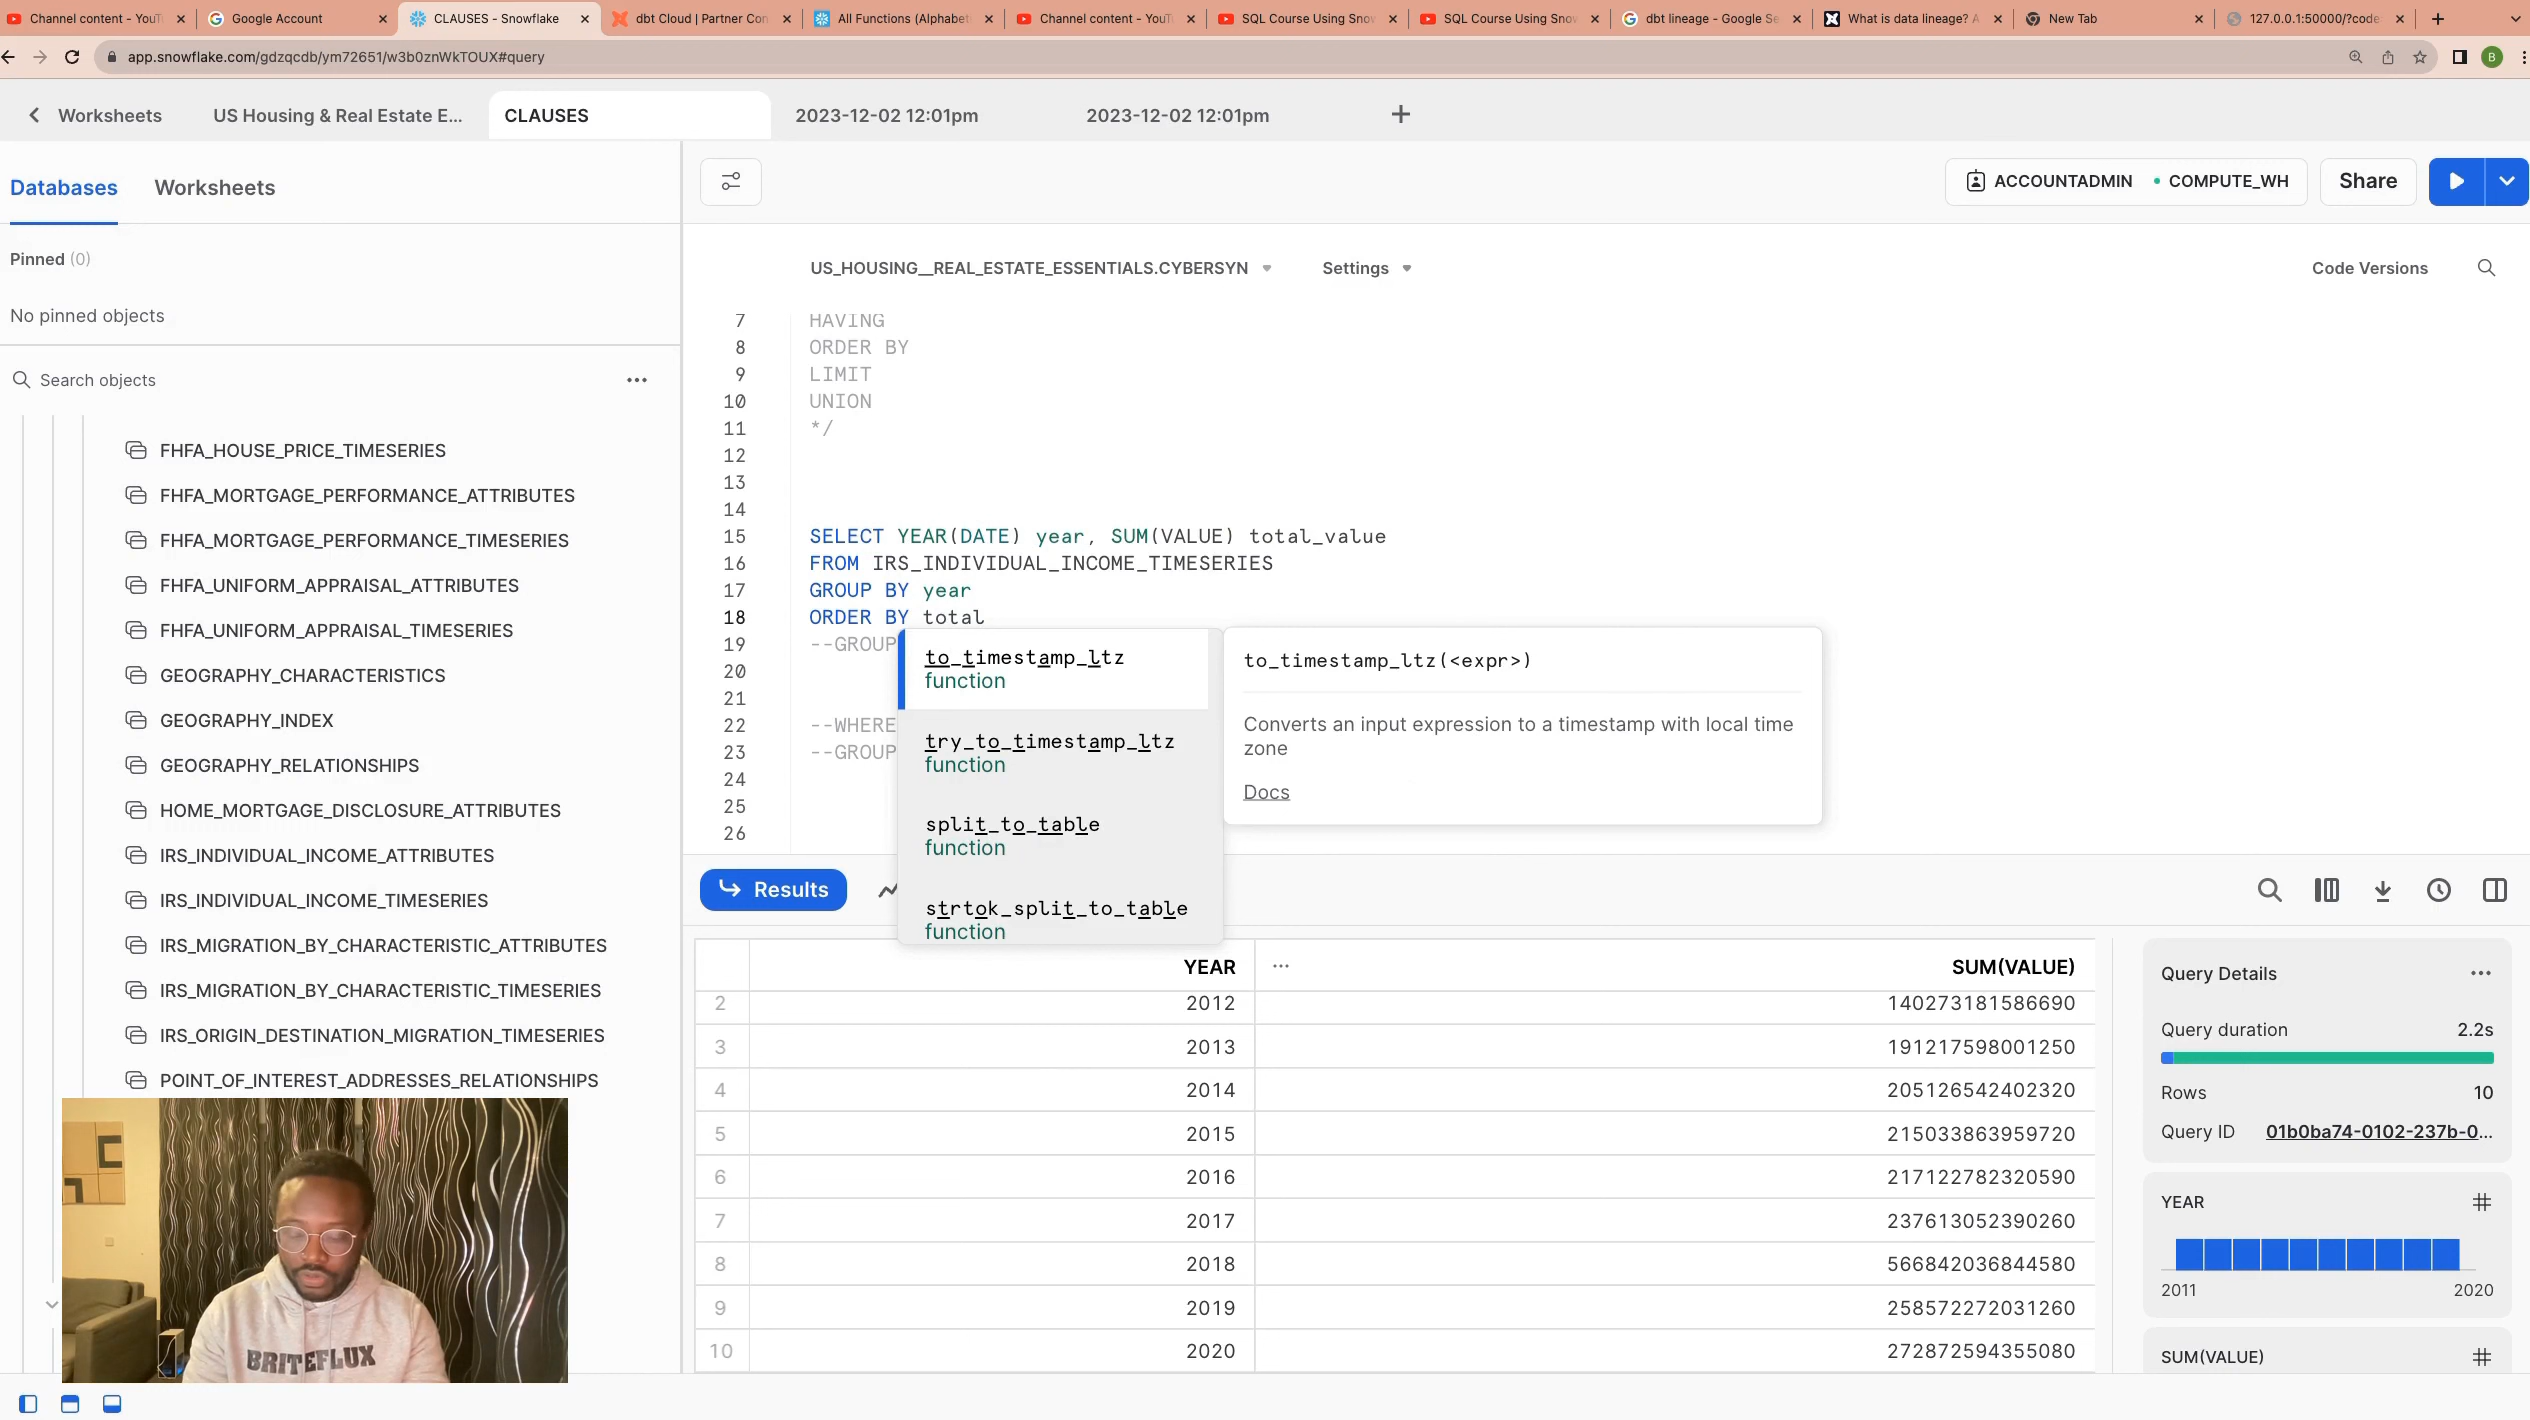 Channel content - YouT
Google Account
CLAUSES - Snowflake
dbt Cloud | Partner Con
All Functions (Alphabet
Channel content - YouT
SQL Course Using Snow
SQL Course Using Snow
dbt lineage - Google Se
What is data lineage? A
New Tab
127.0.0.1:50000/?code
app.snowflake.com/gdzqcdb/ym72651/w3b0znWkTOUX#query
B
Worksheets
US Housing & Real Estate E...
CLAUSES
2023-12-02 12:01pm
2023-12-02 12:01pm
Databases
Worksheets
ACCOUNTADMIN
COMPUTE_WH
Share
Pinned (0)
No pinned objects
Search objects
FHFA_HOUSE_PRICE_TIMESERIES
FHFA_MORTGAGE_PERFORMANCE_ATTRIBUTES
FHFA_MORTGAGE_PERFORMANCE_TIMESERIES
FHFA_UNIFORM_APPRAISAL_ATTRIBUTES
FHFA_UNIFORM_APPRAISAL_TIMESERIES
GEOGRAPHY_CHARACTERISTICS
GEOGRAPHY_INDEX
GEOGRAPHY_RELATIONSHIPS
HOME_MORTGAGE_DISCLOSURE_ATTRIBUTES
IRS_INDIVIDUAL_INCOME_ATTRIBUTES
IRS_INDIVIDUAL_INCOME_TIMESERIES
IRS_MIGRATION_BY_CHARACTERISTIC_ATTRIBUTES
IRS_MIGRATION_BY_CHARACTERISTIC_TIMESERIES
IRS_ORIGIN_DESTINATION_MIGRATION_TIMESERIES
POINT_OF_INTEREST_ADDRESSES_RELATIONSHIPS
US_HOUSING__REAL_ESTATE_ESSENTIALS.CYBERSYN
Settings
Code Versions
7 HAVING
8 ORDER BY
9 LIMIT
10 UNION
11 */
12
13
14
15 SELECT YEAR(DATE) year, SUM(VALUE) total_value
16 FROM IRS_INDIVIDUAL_INCOME_TIMESERIES
17 GROUP BY year
18 ORDER BY total
19 --GROUP
20
21
22 --WHERE
23 --GROUP
24
25
26
to_timestamp_ltz
function
try_to_timestamp_ltz
function
split_to_table
function
strtok_split_to_table
function
to_timestamp_ltz(<expr>)
Converts an input expression to a timestamp with local time
zone
Docs
Results
YEAR ... SUM(VALUE)
2 2012 140273181586690
3 2013 191217598001250
4 2014 205126542402320
5 2015 215033863959720
6 2016 217122782320590
7 2017 237613052390260
8 2018 566842036844580
9 2019 258572272031260
10 2020 272872594355080
Query Details
Query duration 2.2s
Rows 10
Query ID 01b0ba74-0102-237b-0...
YEAR
2011 2020
SUM(VALUE)
BRITEFLUX